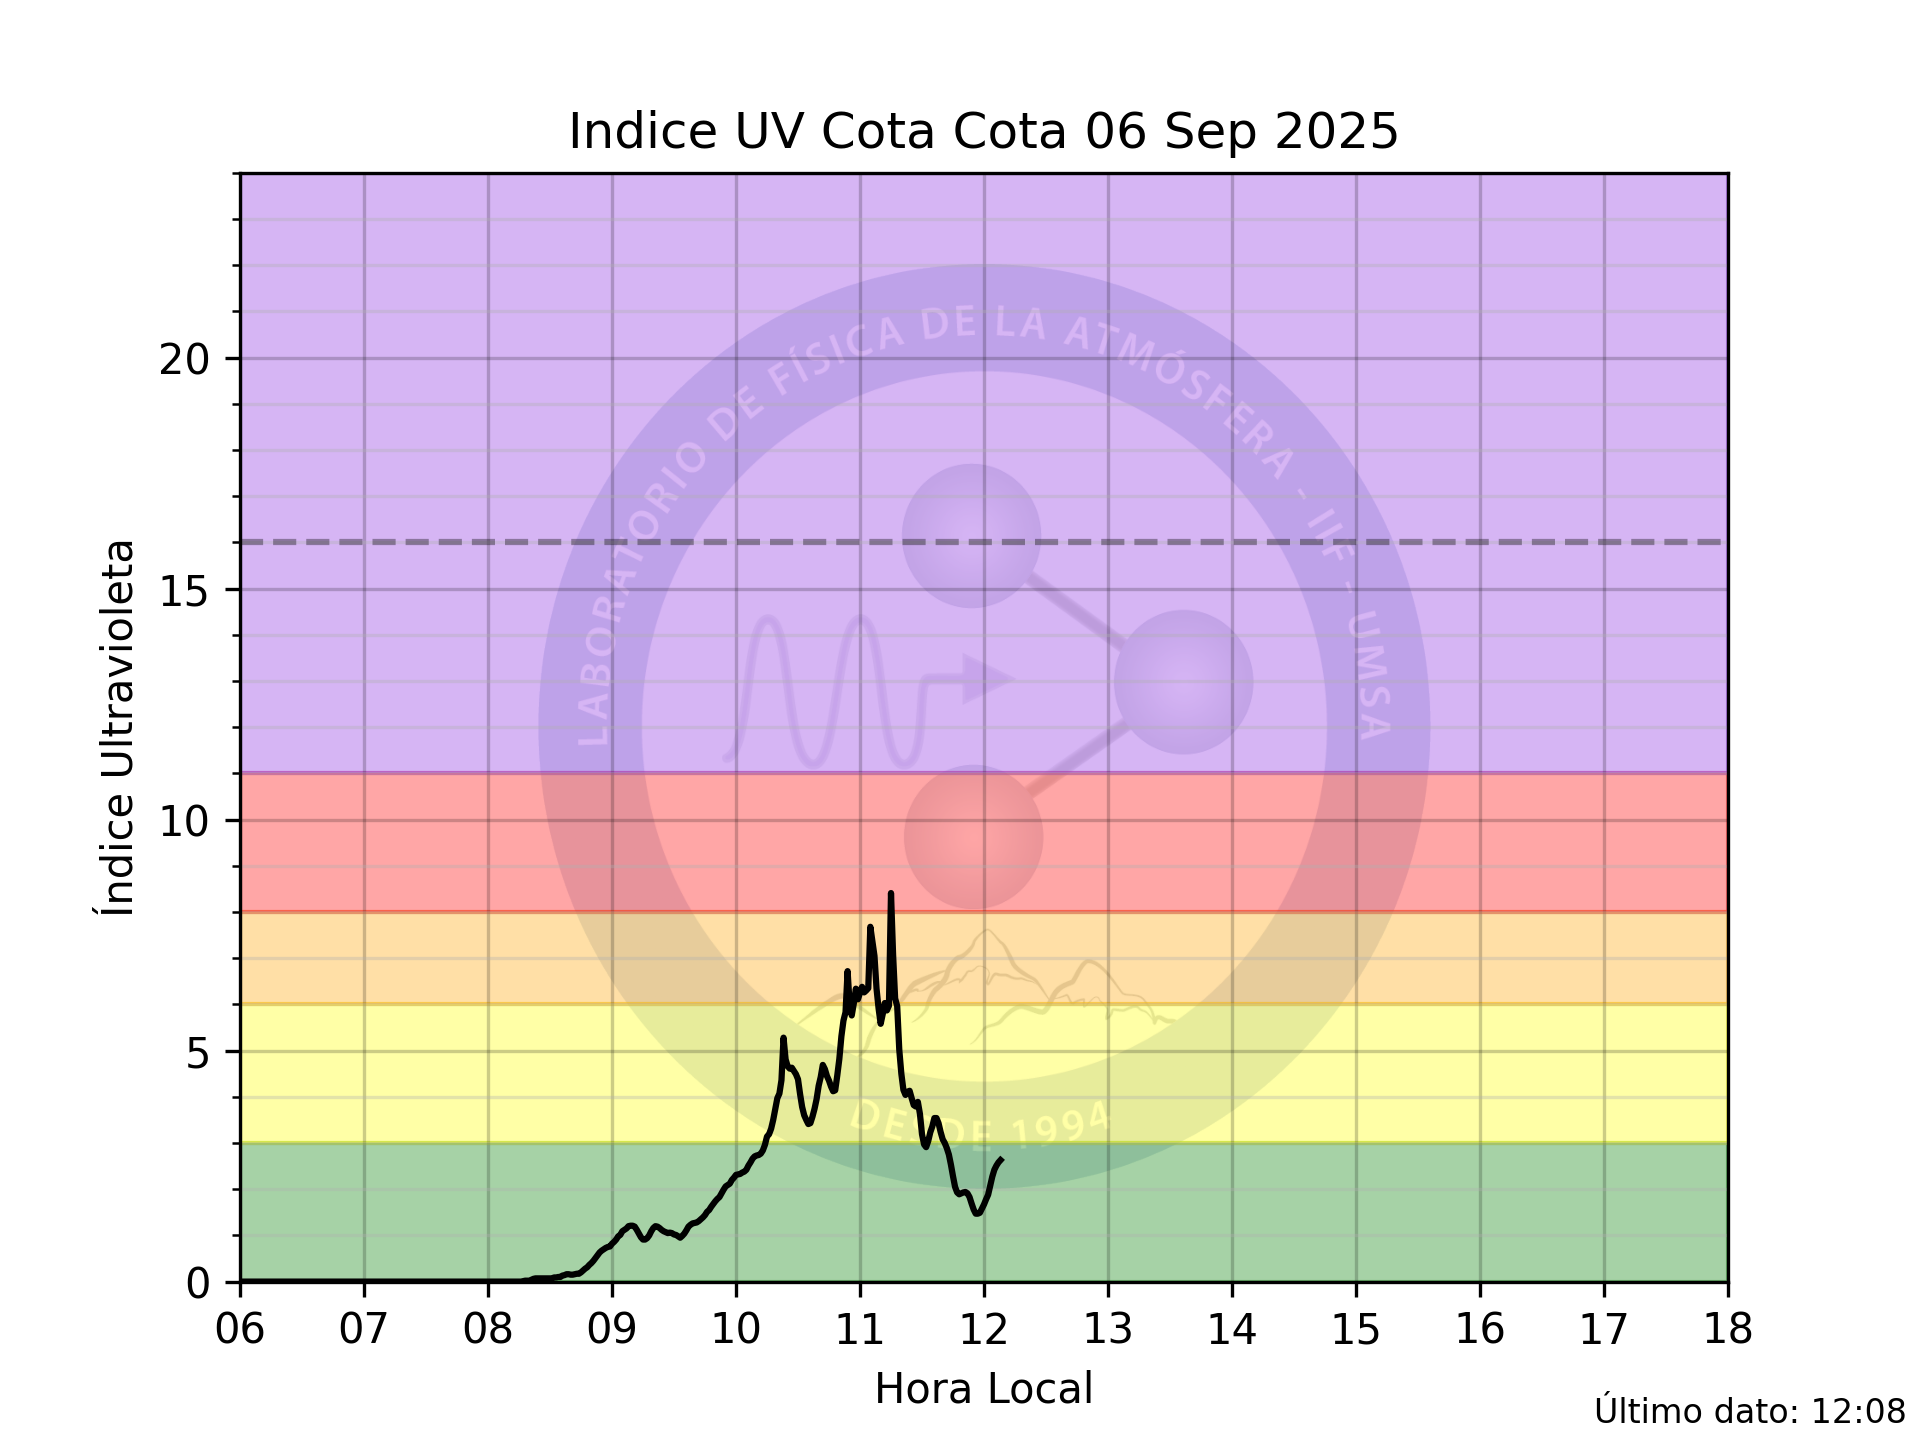 Indice UV Cota Cota 06 Sep 2025
LABORATORIO DE FÍSICA DE LA ATMÓSFERA - IIF - UMSA
DESDE 1994
Índice Ultravioleta
20
15
10
5
0
06 07 08 09 10 11 12 13 14 15 16 17 18
Hora Local
Último dato: 12:08